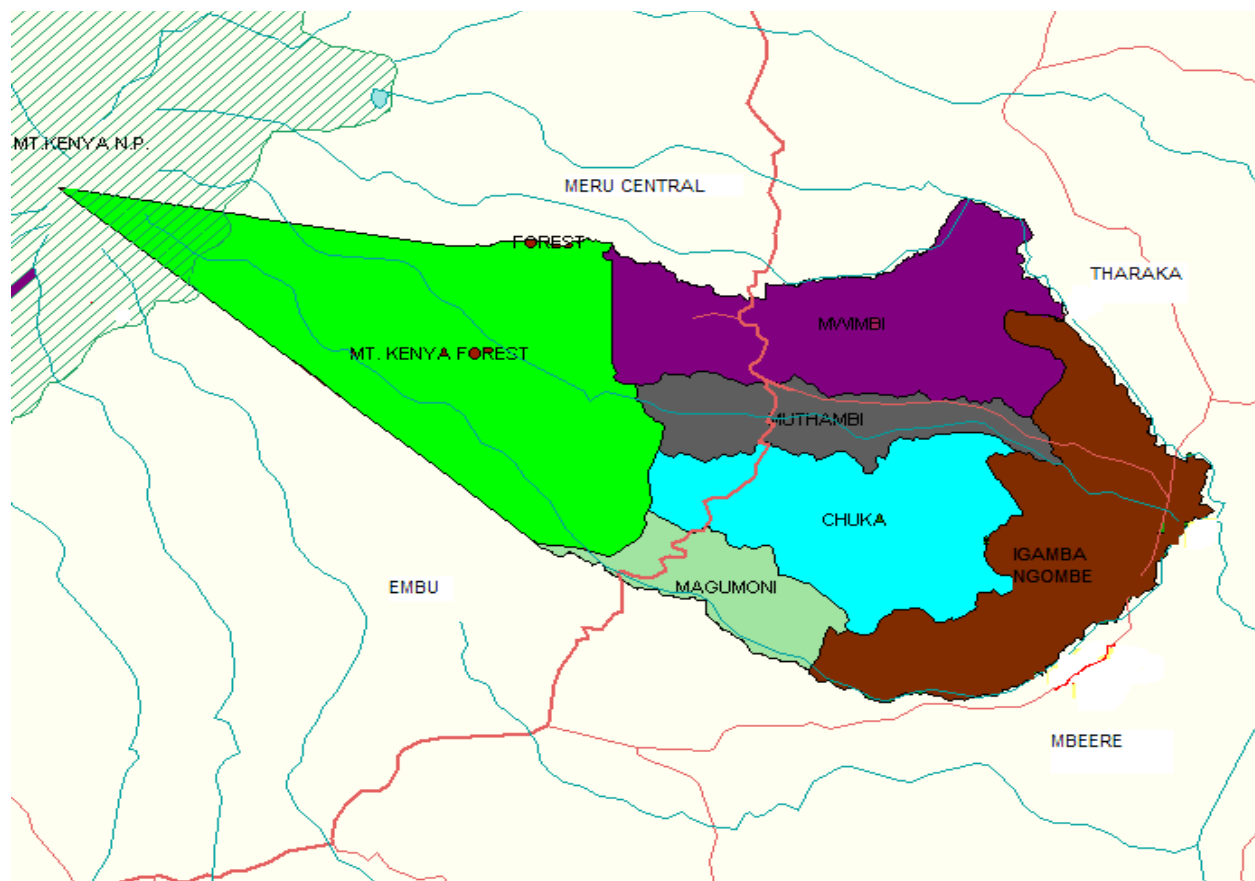 MT.KENYA N.P.
MERU CENTRAL
FOREST
THARAKA
MWIMBI
MT. KENYA FOREST
MUTHAMBI
CHUKA
IGAMBA
NGOMBE
EMBU
MAGUMONI
MBEERE